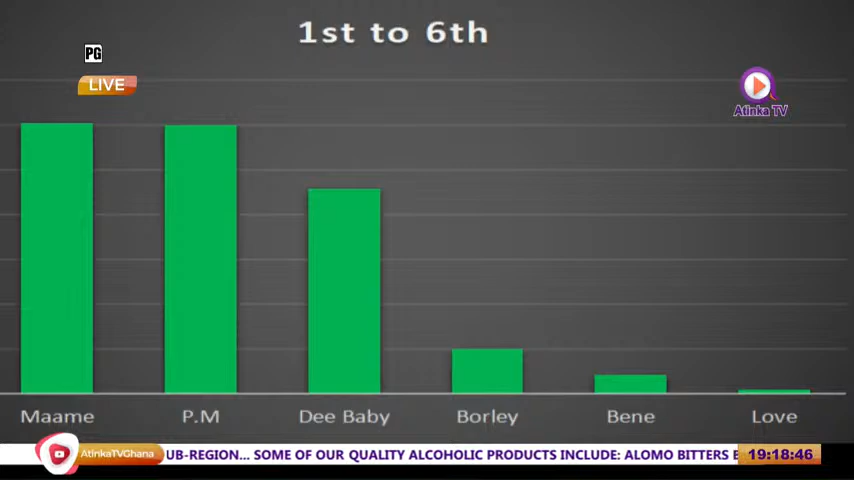 1st to 6th
PG
LIVE
Atinka TV
Maame P.M Dee Baby Borley Bene Love
AtinkaTVGhana
UB-REGION... SOME OF OUR QUALITY ALCOHOLIC PRODUCTS INCLUDE: ALOMO BITTERS
19:18:46